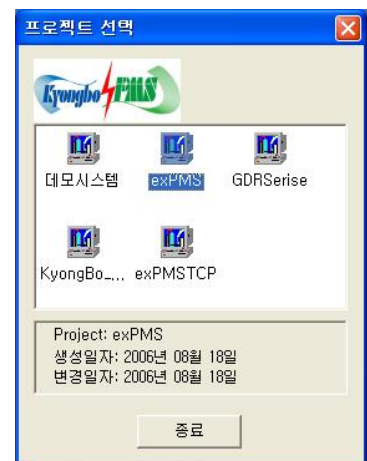 프로젝트 선택
Kyongbo PMS
데모시스템 exPMS GDRSerise
KyongBo_... exPMSTCP
Project: exPMS
생성일자: 2006년 08월 18일
변경일자: 2006년 08월 18일
종료